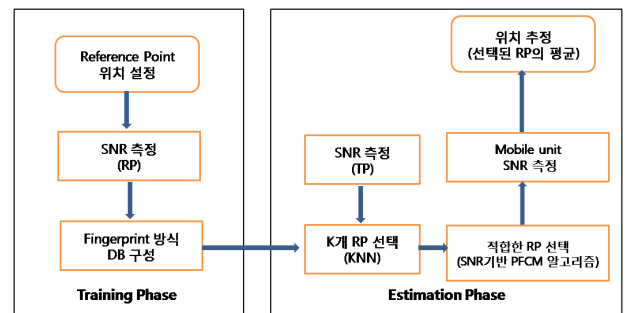 Reference Point
위치 설정
SNR 측정
(RP)
Fingerprint 방식
DB 구성
Training Phase
위치 추정
(선택된 RP의 평균)
SNR 측정
(TP)
Mobile unit
SNR 측정
K개 RP 선택
(KNN)
적합한 RP 선택
(SNR기반 PFCM 알고리즘)
Estimation Phase